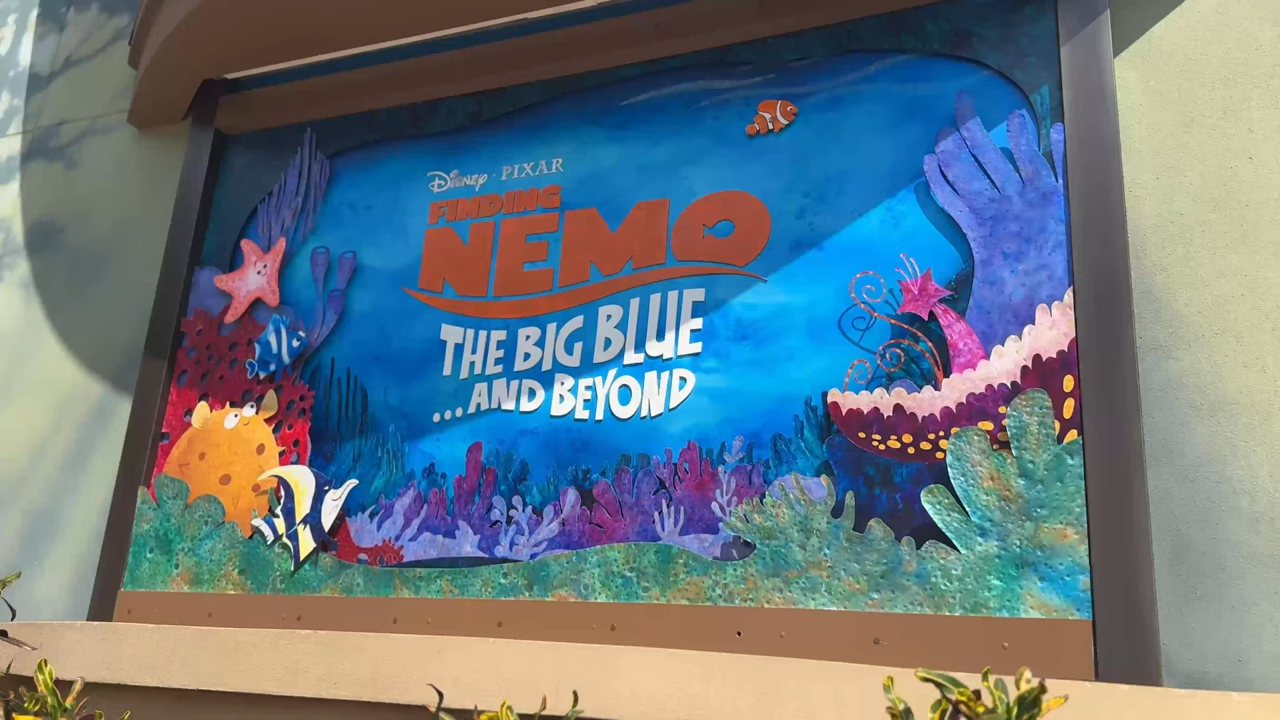 Disney · PIXAR
FINDING
NEMO
THE BIG BLUE
...AND BEYOND